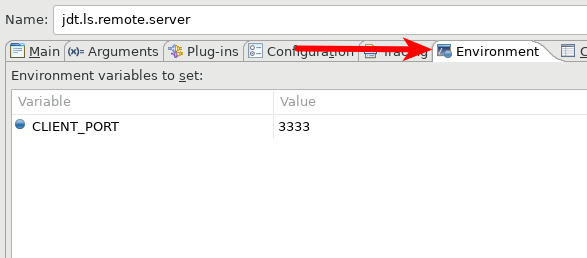 Name: jdt.ls.remote.server
Main Arguments Plug-ins Configuration Tracing Environment C
Environment variables to set:
Variable Value
CLIENT_PORT 3333